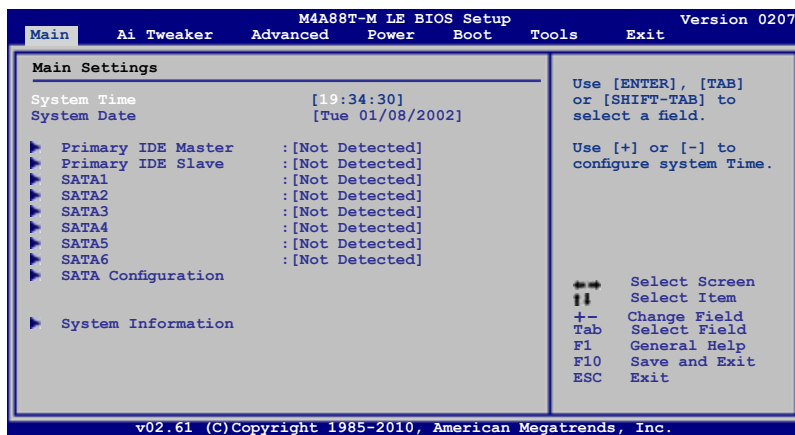 M4A88T-M LE BIOS Setup Version 0207
Main Ai Tweaker Advanced Power Boot Tools Exit
Main Settings
System Time [19:34:30]
System Date [Tue 01/08/2002]
Primary IDE Master :[Not Detected]
Primary IDE Slave :[Not Detected]
SATA1 :[Not Detected]
SATA2 :[Not Detected]
SATA3 :[Not Detected]
SATA4 :[Not Detected]
SATA5 :[Not Detected]
SATA6 :[Not Detected]
SATA Configuration
System Information
Use [ENTER], [TAB]
or [SHIFT-TAB] to
select a field.
Use [+] or [-] to
configure system Time.
Select Screen
Select Item
+- Change Field
Tab Select Field
F1 General Help
F10 Save and Exit
ESC Exit
v02.61 (C)Copyright 1985-2010, American Megatrends, Inc.